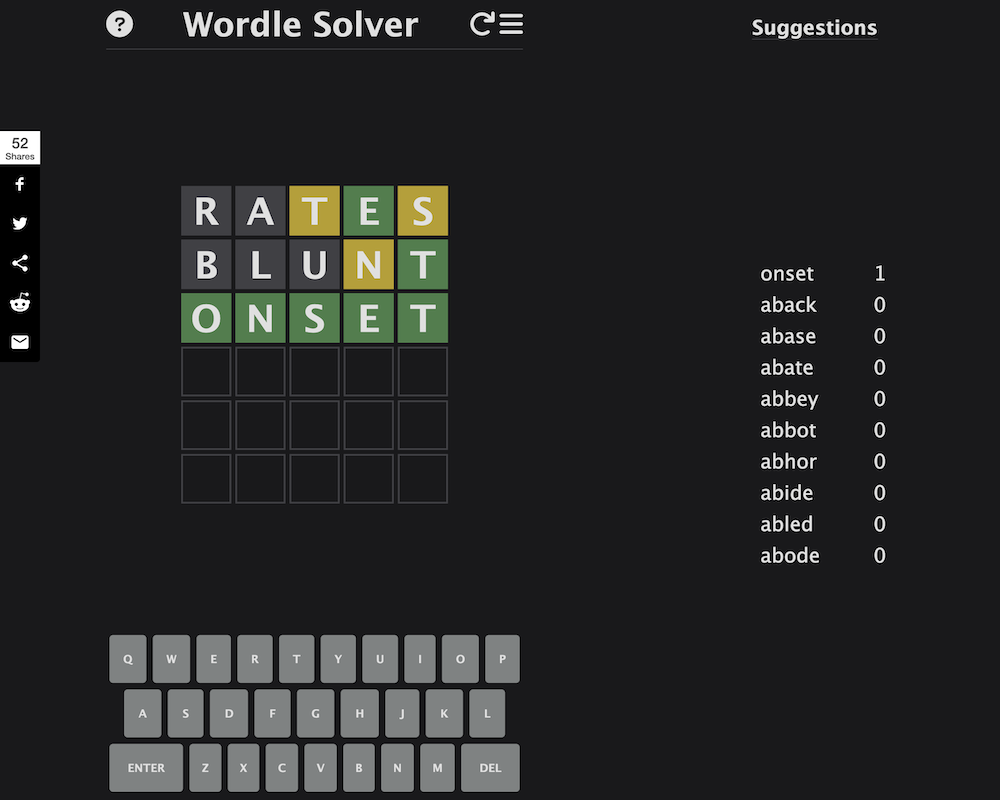 ? Wordle Solver
Suggestions
52
Shares
R A T E S
B L U N T
O N S E T
onset 1
aback 0
abase 0
abate 0
abbey 0
abbot 0
abhor 0
abide 0
abled 0
abode 0
Q W E R T Y U I O P
A S D F G H J K L
ENTER Z X C V B N M DEL